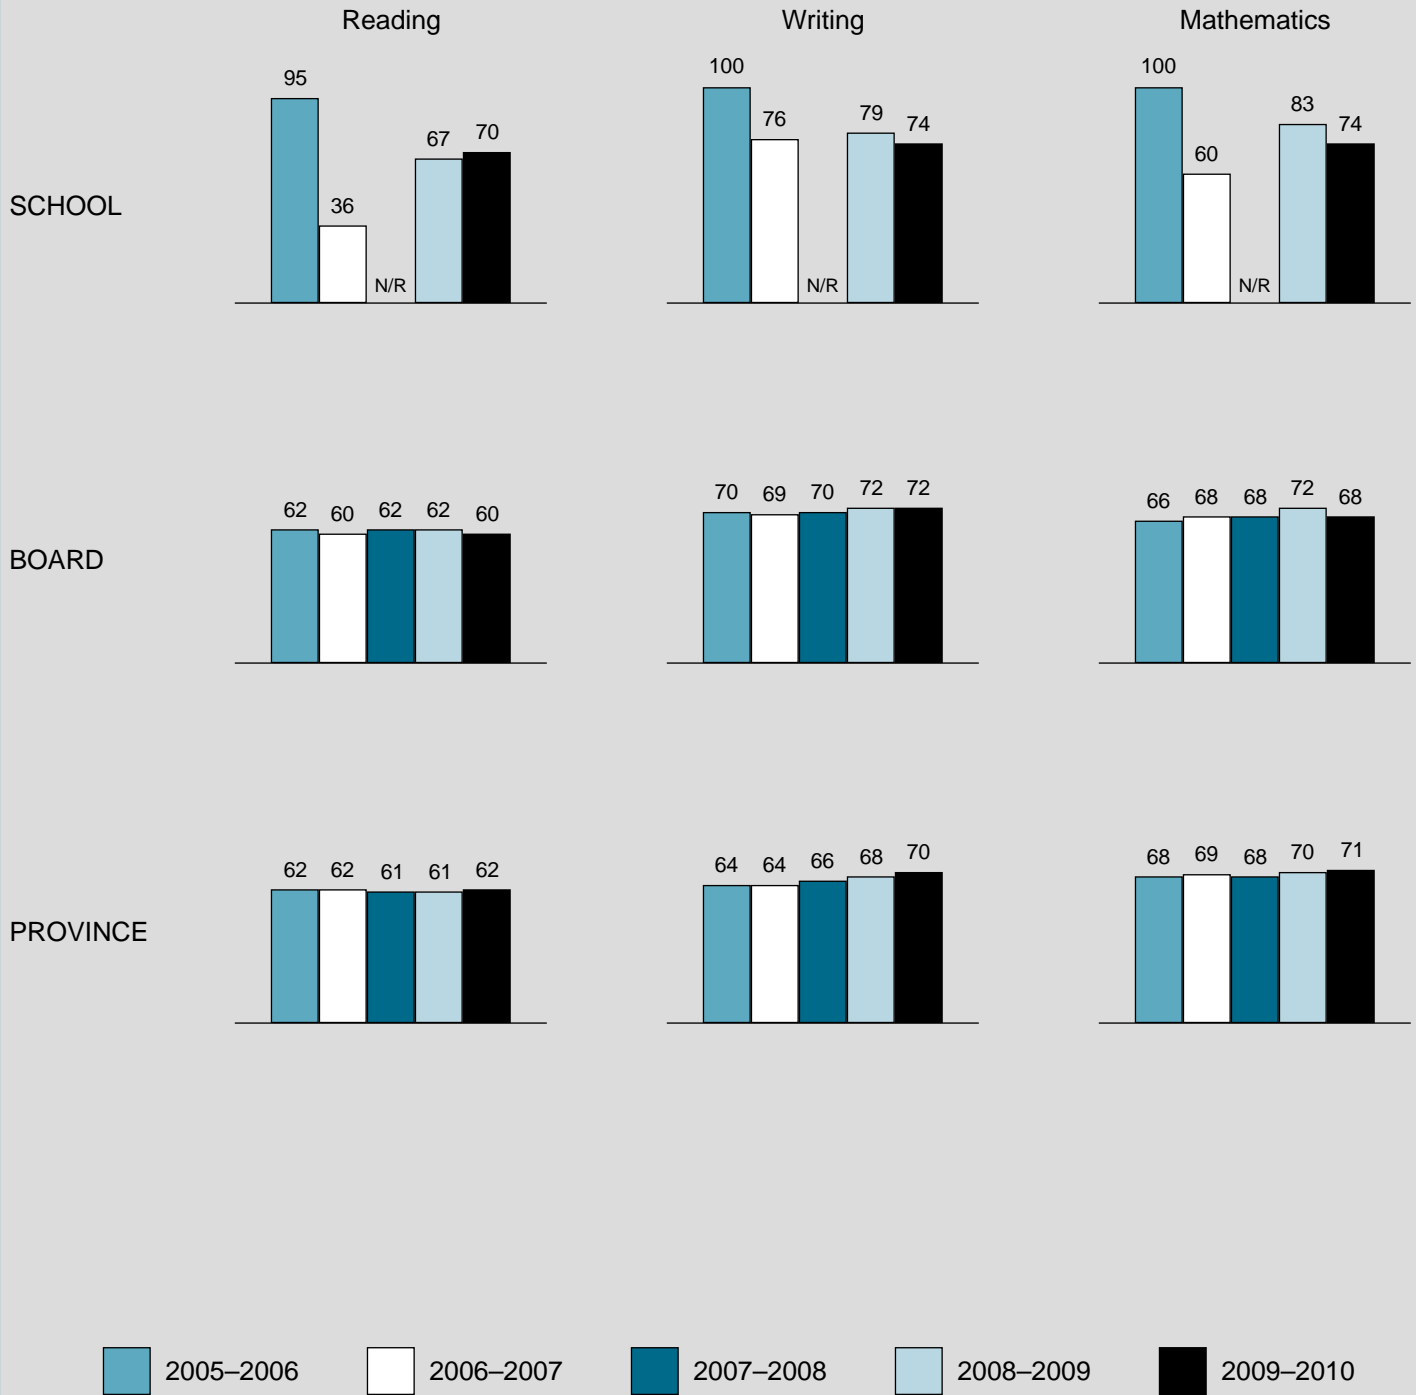 Reading Writing Mathematics
SCHOOL
95 36 N/R 67 70
100 76 N/R 79 74
100 60 N/R 83 74
BOARD
62 60 62 62 60
70 69 70 72 72
66 68 68 72 68
PROVINCE
62 62 61 61 62
64 64 66 68 70
68 69 68 70 71
2005–2006 2006–2007 2007–2008 2008–2009 2009–2010